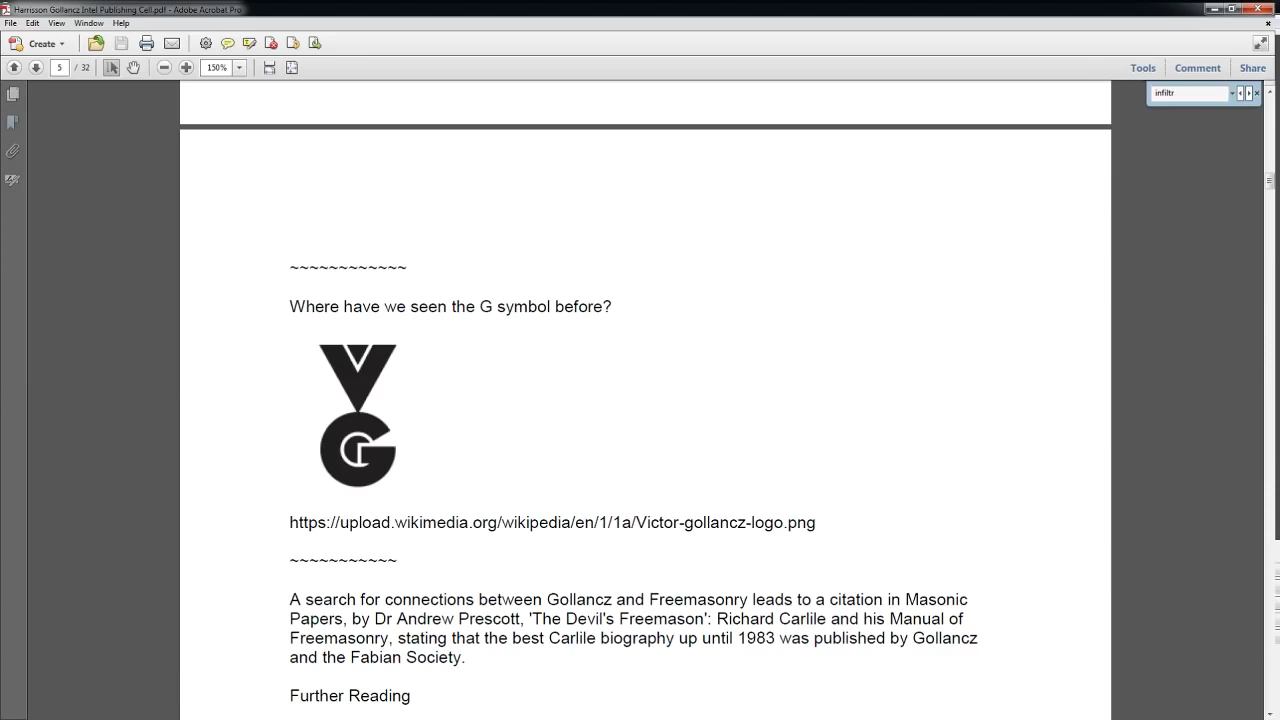 Harrisson Gollancz Intel Publishing Cell.pdf - Adobe Acrobat Pro
File Edit View Window Help
Create
5 / 32 150% Tools Comment Share
infiltr
~~~~~~~~~~~~
Where have we seen the G symbol before?
V
G
https://upload.wikimedia.org/wikipedia/en/1/1a/Victor-gollancz-logo.png
~~~~~~~~~~~
A search for connections between Gollancz and Freemasonry leads to a citation in Masonic
Papers, by Dr Andrew Prescott, 'The Devil's Freemason': Richard Carlile and his Manual of
Freemasonry, stating that the best Carlile biography up until 1983 was published by Gollancz
and the Fabian Society.
Further Reading